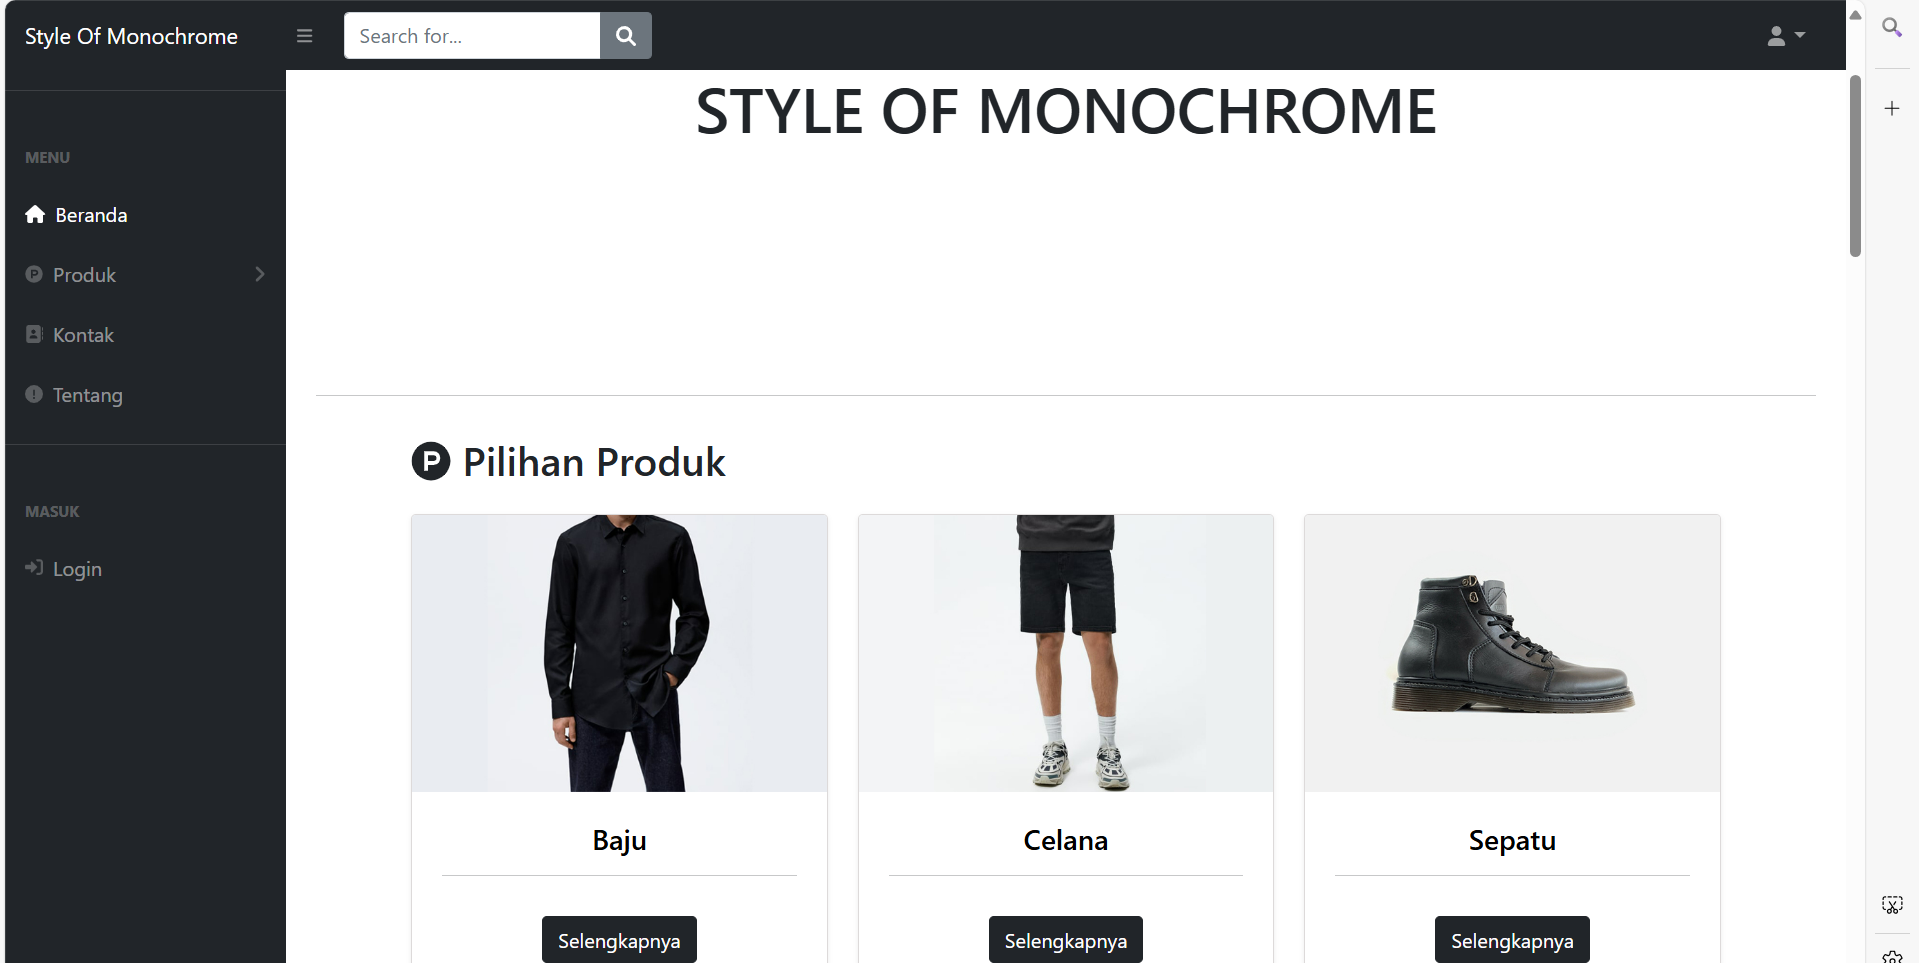 Style Of Monochrome
Search for...
STYLE OF MONOCHROME
MENU
Beranda
Produk
Kontak
Tentang
MASUK
Login
Pilihan Produk
Baju
Celana
Sepatu
Selengkapnya
Selengkapnya
Selengkapnya